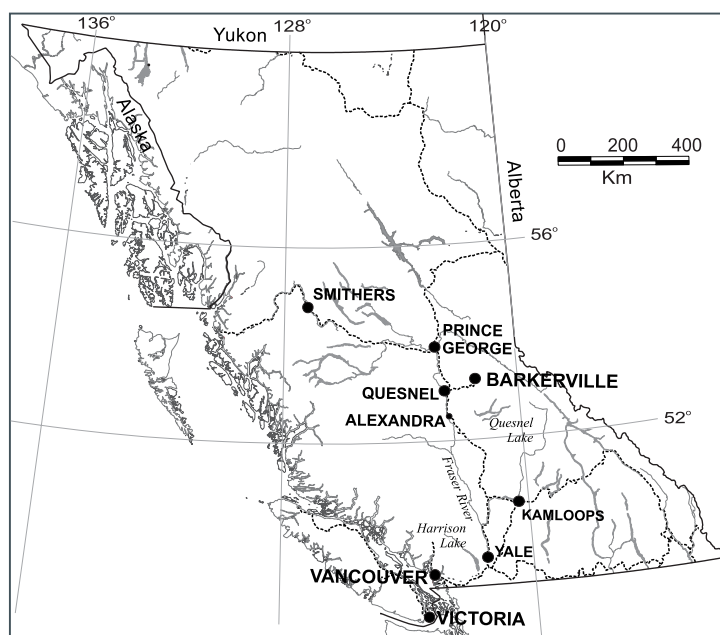 136°
Yukon
128°
120°
Alaska
0 200 400
Km
Alberta
56°
SMITHERS
PRINCE
GEORGE
BARKERVILLE
QUESNEL
ALEXANDRA
52°
Quesnel
Lake
Fraser River
KAMLOOPS
Harrison
Lake
YALE
VANCOUVER
VICTORIA